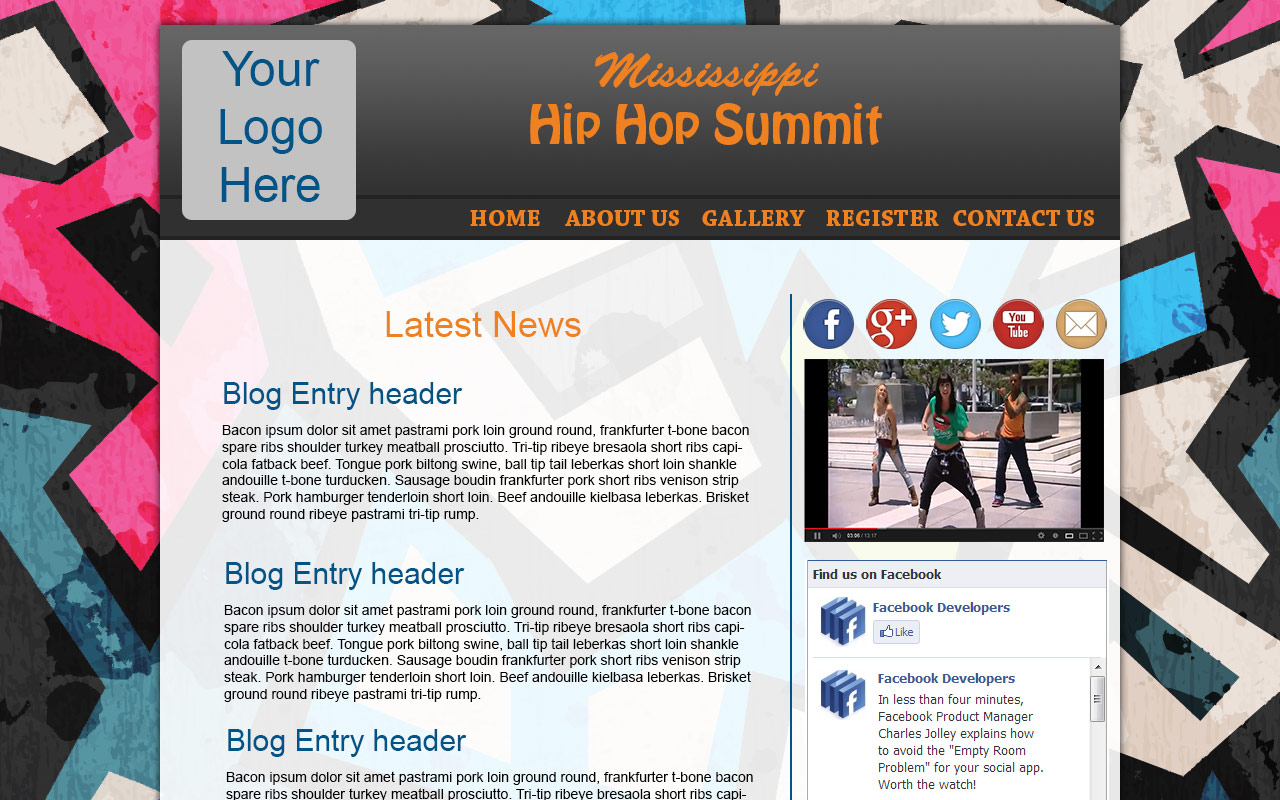 Your
Logo
Here
Mississippi
Hip Hop Summit
HOME ABOUT US GALLERY REGISTER CONTACT US
Latest News
Blog Entry header
Bacon ipsum dolor sit amet pastrami pork loin ground round, frankfurter t-bone bacon
spare ribs shoulder turkey meatball prosciutto. Tri-tip ribeye bresaola short ribs capi-
cola fatback beef. Tongue pork biltong swine, ball tip tail leberkas short loin shankle
andouille t-bone turducken. Sausage boudin frankfurter pork short ribs venison strip
steak. Pork hamburger tenderloin short loin. Beef andouille kielbasa leberkas. Brisket
ground round ribeye pastrami tri-tip rump.
Blog Entry header
Bacon ipsum dolor sit amet pastrami pork loin ground round, frankfurter t-bone bacon
spare ribs shoulder turkey meatball prosciutto. Tri-tip ribeye bresaola short ribs capi-
cola fatback beef. Tongue pork biltong swine, ball tip tail leberkas short loin shankle
andouille t-bone turducken. Sausage boudin frankfurter pork short ribs venison strip
steak. Pork hamburger tenderloin short loin. Beef andouille kielbasa leberkas. Brisket
ground round ribeye pastrami tri-tip rump.
Blog Entry header
Bacon ipsum dolor sit amet pastrami pork loin ground round, frankfurter t-bone bacon
spare ribs shoulder turkey meatball prosciutto. Tri-tip ribeye bresaola short ribs capi-
f g+ You
Tube
03:06 / 13:17
Find us on Facebook
Facebook Developers
Like
Facebook Developers
In less than four minutes,
Facebook Product Manager
Charles Jolley explains how
to avoid the "Empty Room
Problem" for your social app.
Worth the watch!